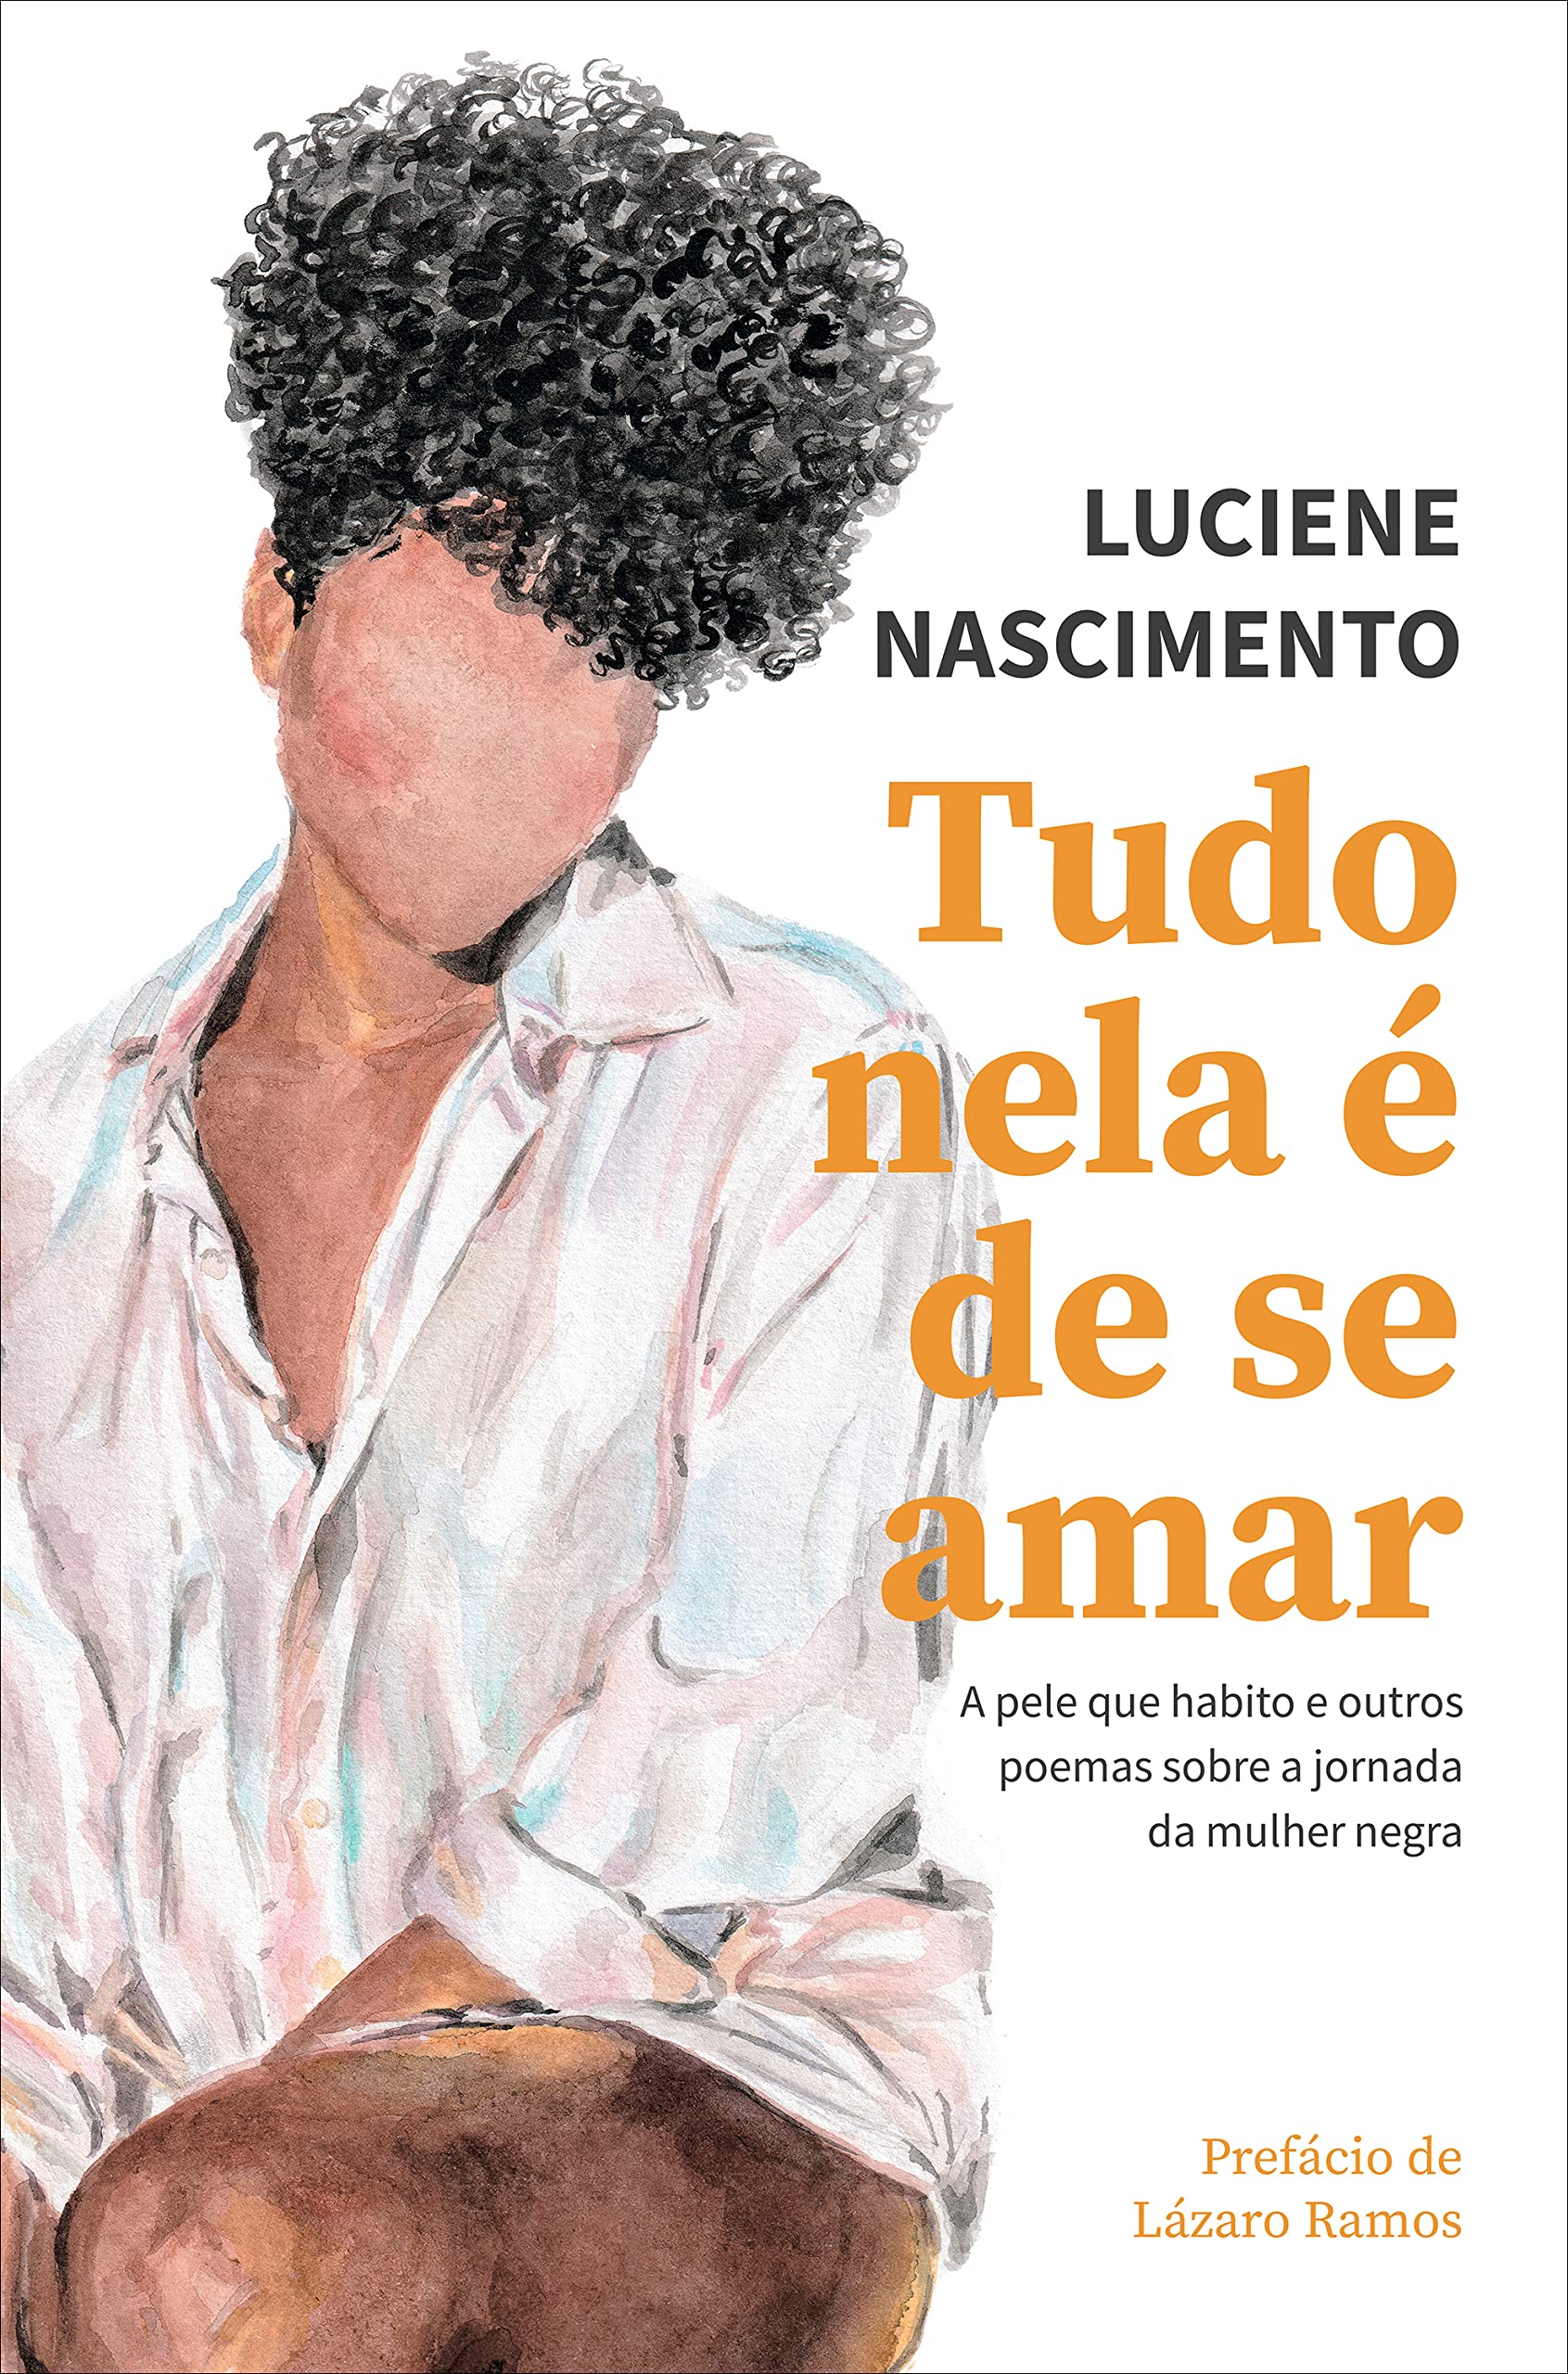 LUCIENE
NASCIMENTO
Tudo
nela é
de se
amar
A pele que habito e outros
poemas sobre a jornada
da mulher negra
Prefácio de
Lázaro Ramos